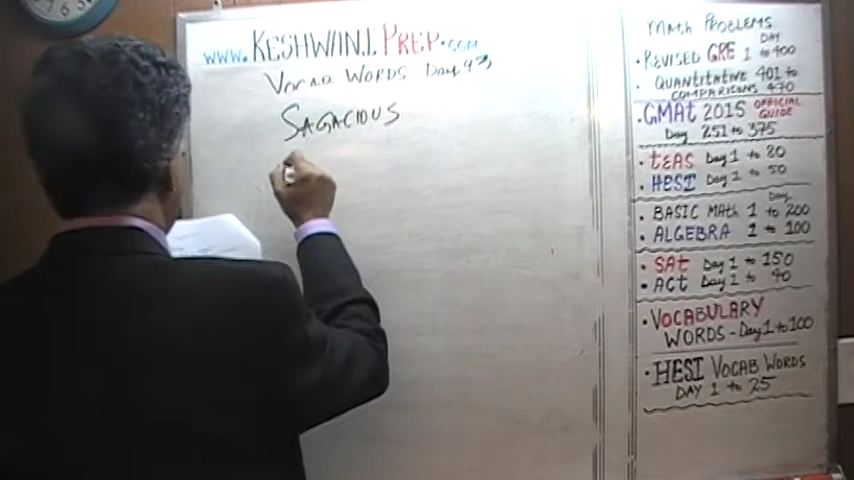 www.KESHWANI PREP.COM
VOCAB WORDS Day 93
SAGACIOUS
MATH PROBLEMS
DAY
• REVISED GRE 1 to 400
• QUANTITATIVE 401 to
COMPARISONS 470
• GMAT 2015 OFFICIAL GUIDE
Day 251 to 375
• TEAS Day 1 to 80
• HESI Day 1 to 50
Day
• BASIC MATH 1 to 200
• ALGEBRA 1 to 100
• SAT Day 1 to 150
• ACT Day 1 to 40
• VOCABULARY
WORDS - Day 1 to 100
• HESI VOCAB WORDS
DAY 1 to 25